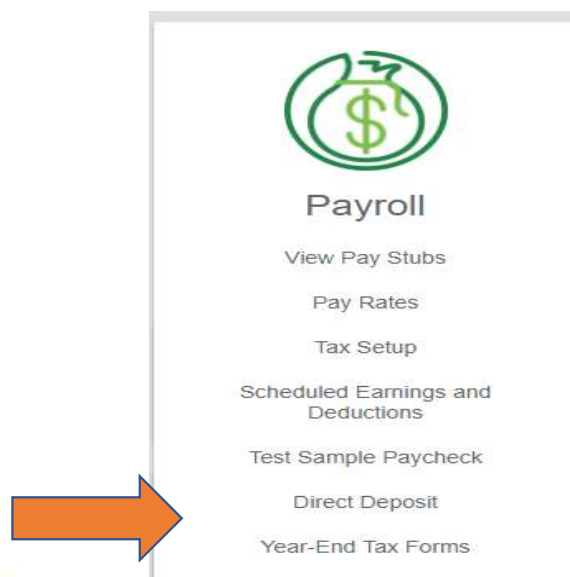 $
Payroll
View Pay Stubs
Pay Rates
Tax Setup
Scheduled Earnings and
Deductions
Test Sample Paycheck
Direct Deposit
Year-End Tax Forms